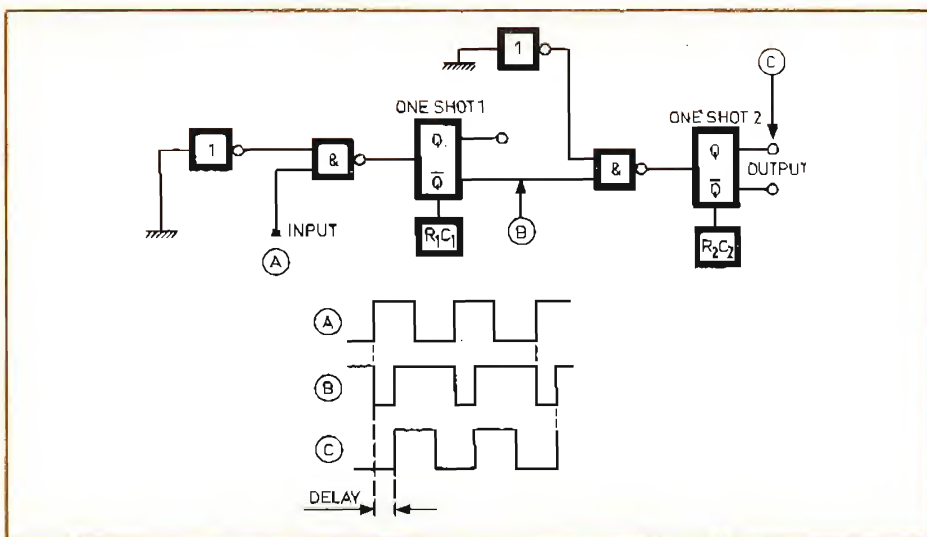 1
C
ONE SHOT 1
ONE SHOT 2
1
&
Q
Q̅
&
Q
Q̅
OUTPUT
INPUT
A
B
R₁C₁
R₂C₂
A
B
C
DELAY